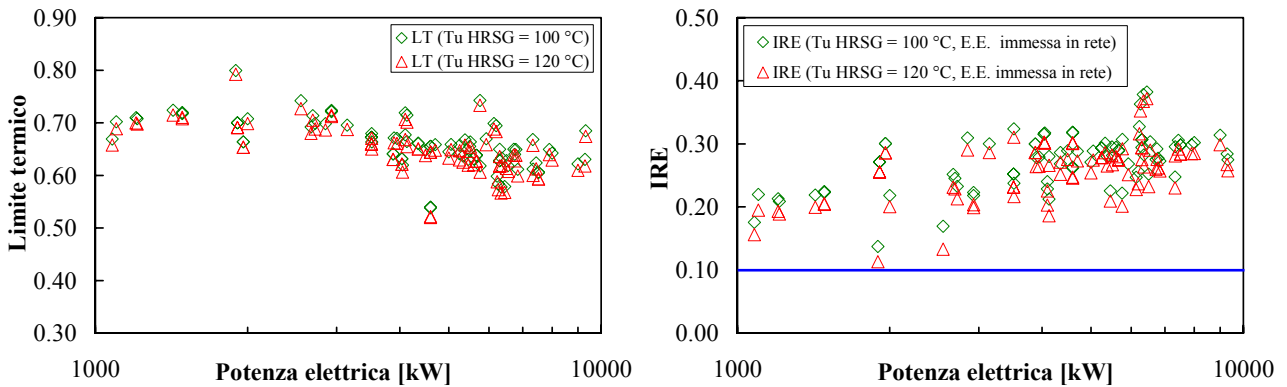 0.90
0.80
0.70
0.60
0.50
0.40
0.30
Limite termico
LT (Tu HRSG = 100 °C)
LT (Tu HRSG = 120 °C)
1000
Potenza elettrica [kW]
10000
0.50
0.40
0.30
0.20
0.10
0.00
IRE
IRE (Tu HRSG = 100 °C, E.E. immessa in rete)
IRE (Tu HRSG = 120 °C, E.E. immessa in rete)
1000
Potenza elettrica [kW]
10000